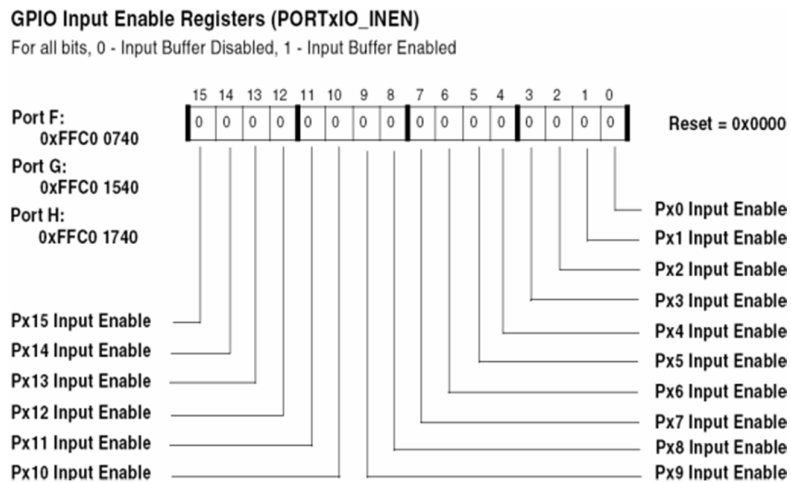 GPIO Input Enable Registers (PORTxIO_INEN)
For all bits, 0 - Input Buffer Disabled, 1 - Input Buffer Enabled
15 14 13 12 11 10 9 8 7 6 5 4 3 2 1 0
0 0 0 0 0 0 0 0 0 0 0 0 0 0 0 0
Reset = 0x0000
Port F:
0xFFC0 0740
Port G:
0xFFC0 1540
Port H:
0xFFC0 1740
Px15 Input Enable
Px14 Input Enable
Px13 Input Enable
Px12 Input Enable
Px11 Input Enable
Px10 Input Enable
Px0 Input Enable
Px1 Input Enable
Px2 Input Enable
Px3 Input Enable
Px4 Input Enable
Px5 Input Enable
Px6 Input Enable
Px7 Input Enable
Px8 Input Enable
Px9 Input Enable